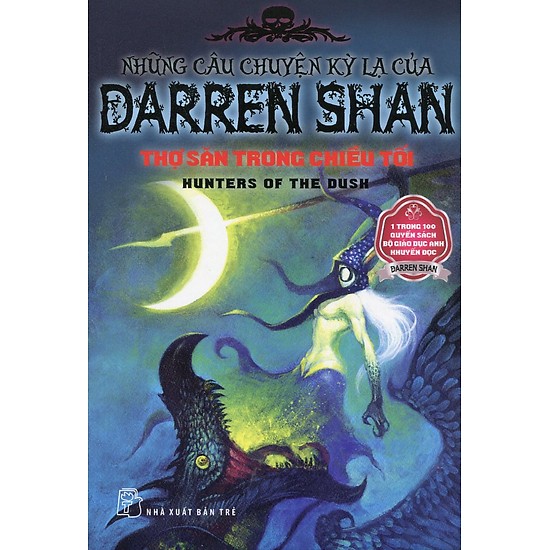 NHỮNG CÂU CHUYỆN KỲ LẠ CỦA
DARREN SHAN
THỢ SĂN TRONG CHIỀU TỐI
HUNTERS OF THE DUSH
1 TRONG 100
QUYỂN SÁCH
BỘ GIÁO DỤC ANH
KHUYÊN ĐỌC
DARREN SHAN
NHÀ XUẤT BẢN TRẺ